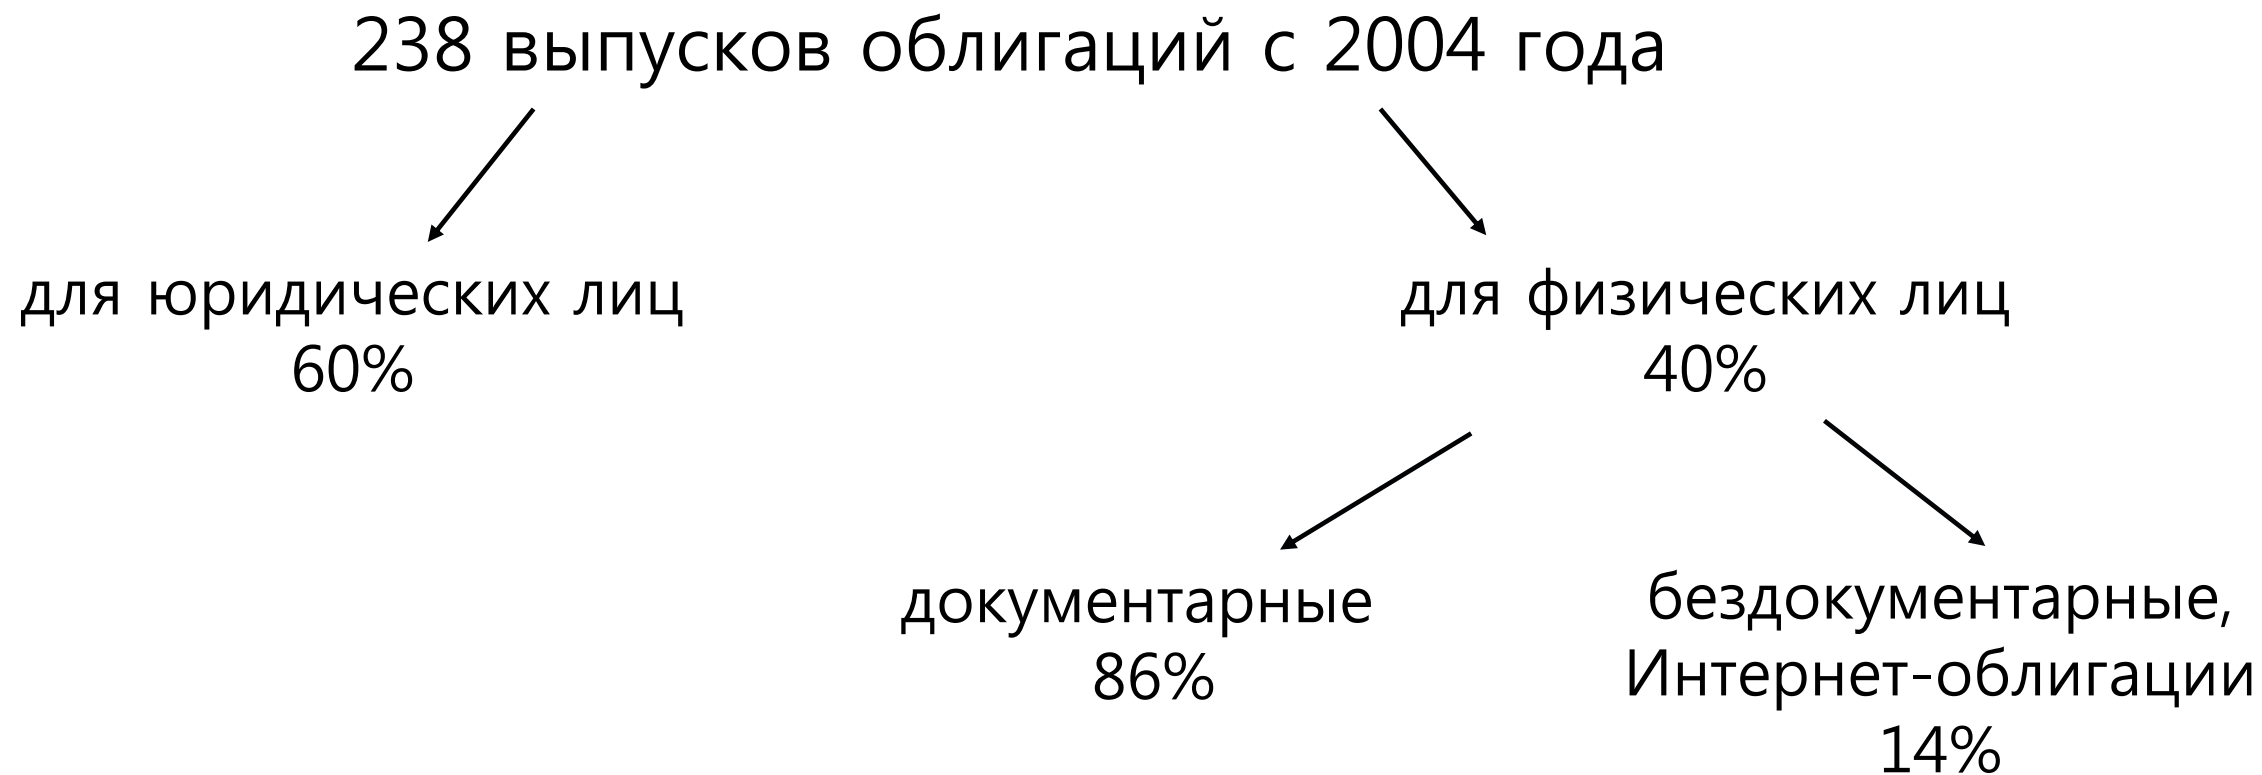 238 выпусков облигаций с 2004 года
для юридических лиц
60%
для физических лиц
40%
документарные
86%
бездокументарные,
Интернет-облигации
14%